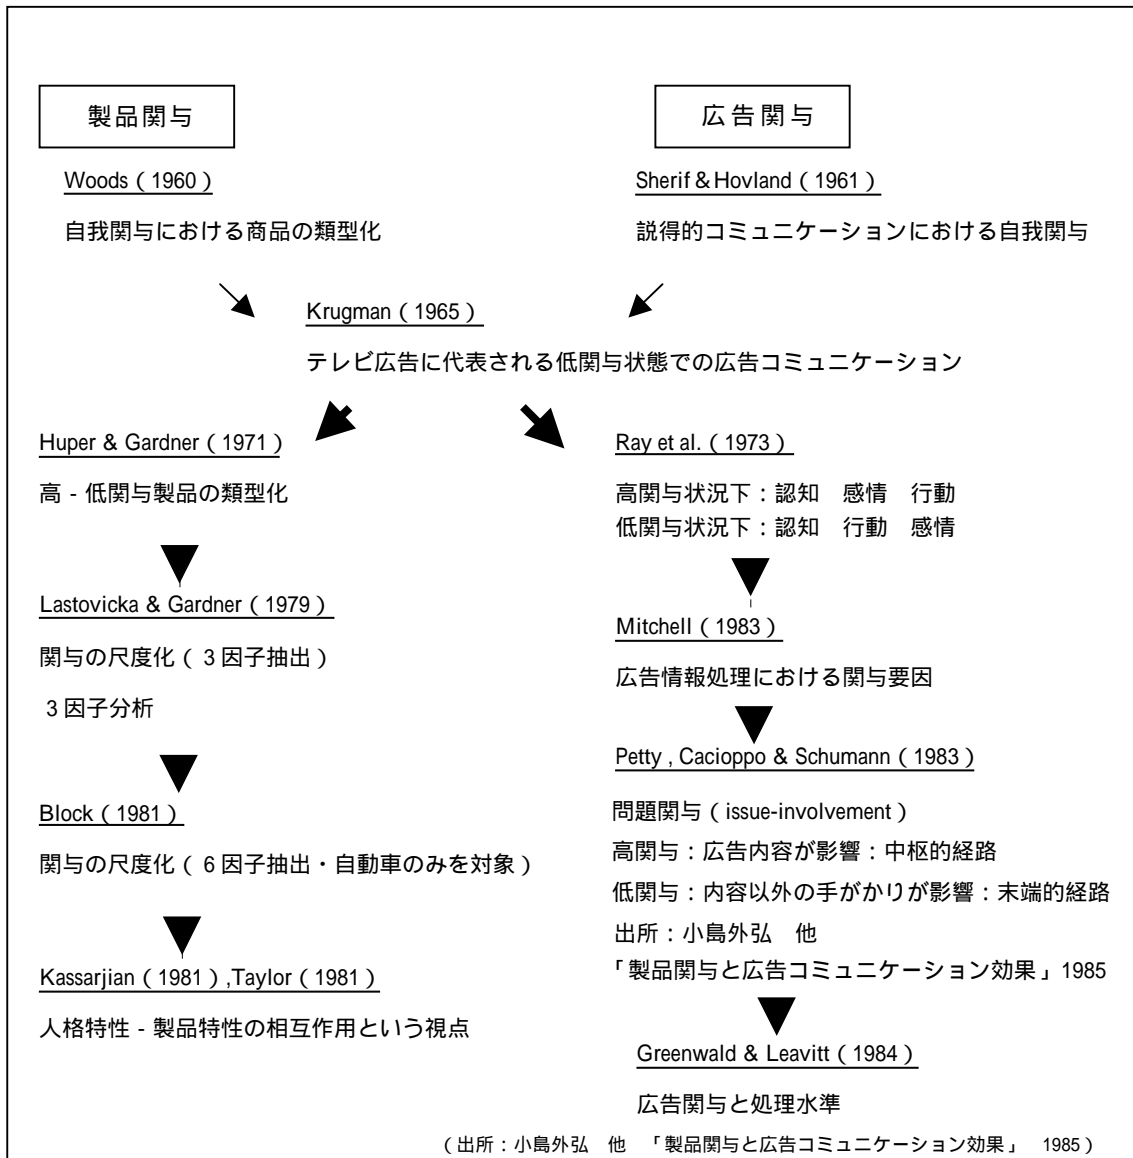 製品関与
広告関与
Woods ( 1960 )
自我関与における商品の類型化
Sherif & Hovland ( 1961 )
説得的コミュニケーションにおける自我関与
Krugman ( 1965 )
テレビ広告に代表される低関与状態での広告コミュニケーション
Huper & Gardner ( 1971 )
高 - 低関与製品の類型化
Lastovicka & Gardner ( 1979 )
関与の尺度化 ( 3 因子抽出 )
3 因子分析
Block ( 1981 )
関与の尺度化 ( 6 因子抽出・自動車のみを対象 )
Kassarjian ( 1981 ) ,Taylor ( 1981 )
人格特性 - 製品特性の相互作用という視点
Ray et al. ( 1973 )
高関与状況下 : 認知　感情　行動
低関与状況下 : 認知　行動　感情
Mitchell ( 1983 )
広告情報処理における関与要因
Petty , Cacioppo & Schumann ( 1983 )
問題関与 ( issue-involvement )
高関与 : 広告内容が影響 : 中枢的経路
低関与 : 内容以外の手がかりが影響 : 末端的経路
出所 : 小島外弘　他
「製品関与と広告コミュニケーション効果」1985
Greenwald & Leavitt ( 1984 )
広告関与と処理水準
( 出所 : 小島外弘　他　「製品関与と広告コミュニケーション効果」　1985 )